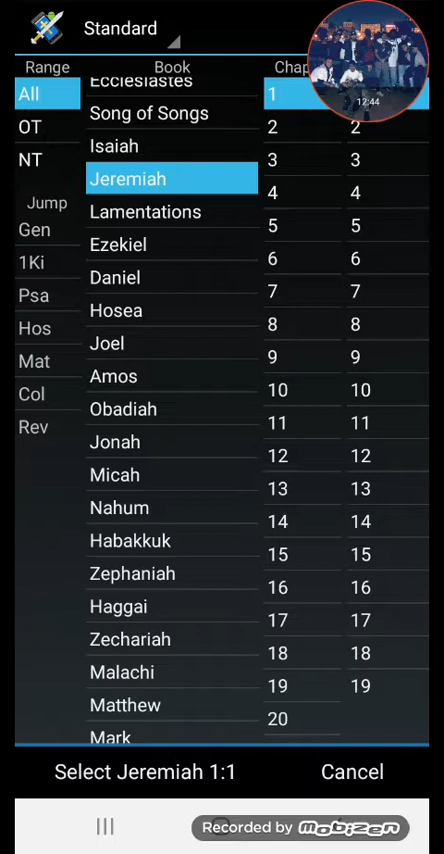 Standard
Range
Book
Chap
12:44
All
OT
NT
Jump
Gen
1Ki
Psa
Hos
Mat
Col
Rev
Ecclesiastes
Song of Songs
Isaiah
Jeremiah
Lamentations
Ezekiel
Daniel
Hosea
Joel
Amos
Obadiah
Jonah
Micah
Nahum
Habakkuk
Zephaniah
Haggai
Zechariah
Malachi
Matthew
Mark
1
2
3
4
5
6
7
8
9
10
11
12
13
14
15
16
17
18
19
20
2
3
4
5
6
7
8
9
10
11
12
13
14
15
16
17
18
19
Select Jeremiah 1:1
Cancel
Recorded by mobizen